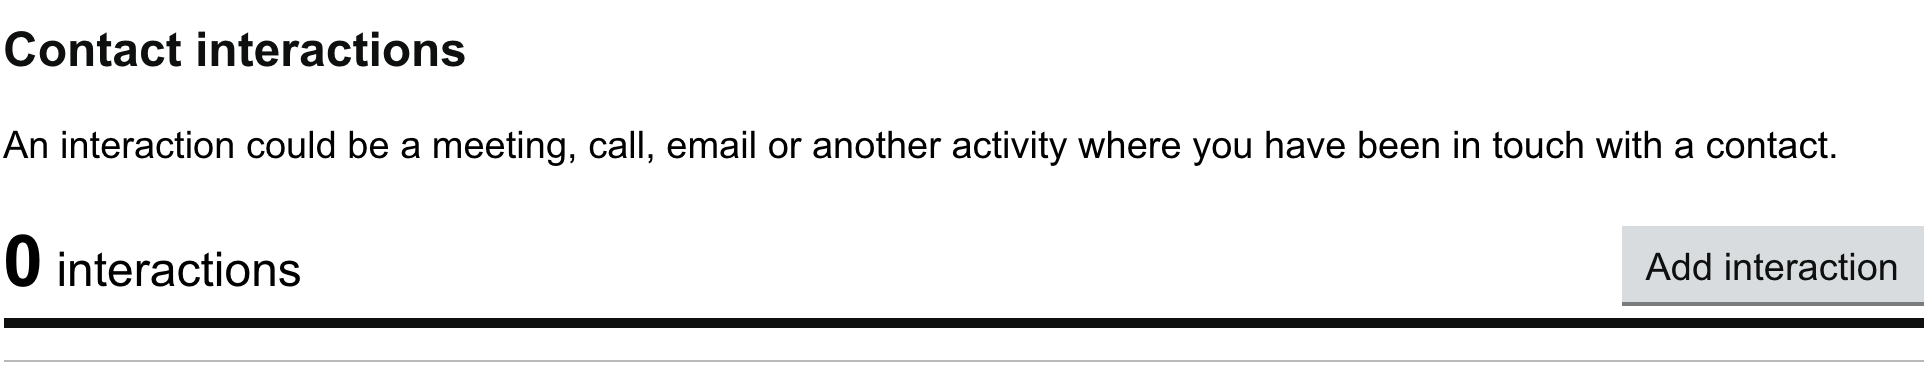 Contact interactions
An interaction could be a meeting, call, email or another activity where you have been in touch with a contact.
0 interactions
Add interaction